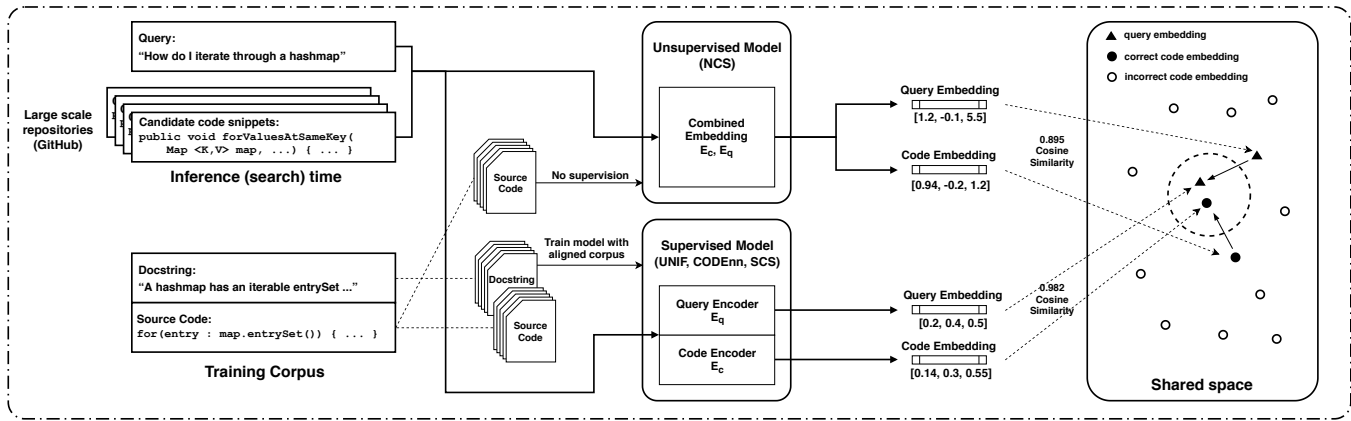 Query:
“How do I iterate through a hashmap”
Large scale
repositories
(GitHub)
Candidate code snippets:
public void forValuesAtSameKey(
Map <K,V> map, ...) { ... }
Inference (search) time
Docstring:
“A hashmap has an iterable entrySet ...”
Source Code:
for(entry : map.entrySet()) { ... }
Training Corpus
Source
Code
No supervision
Docstring
Train model with
aligned corpus
Source
Code
Unsupervised Model
(NCS)
Combined
Embedding
Ec, Eq
Supervised Model
(UNIF, CODEnn, SCS)
Query Encoder
Eq
Code Encoder
Ec
Query Embedding
[1.2, -0.1, 5.5]
Code Embedding
[0.94, -0.2, 1.2]
0.895
Cosine
Similarity
Query Embedding
[0.2, 0.4, 0.5]
Code Embedding
[0.14, 0.3, 0.55]
0.982
Cosine
Similarity
query embedding
correct code embedding
incorrect code embedding
Shared space